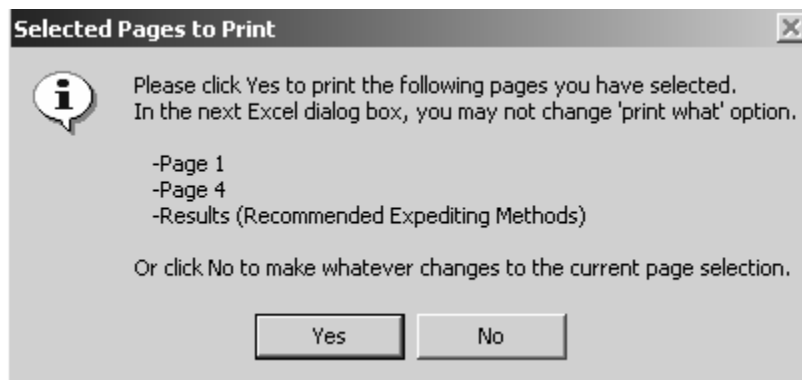 Selected Pages to Print
Please click Yes to print the following pages you have selected.
In the next Excel dialog box, you may not change 'print what' option.
-Page 1
-Page 4
-Results (Recommended Expediting Methods)
Or click No to make whatever changes to the current page selection.
Yes
No